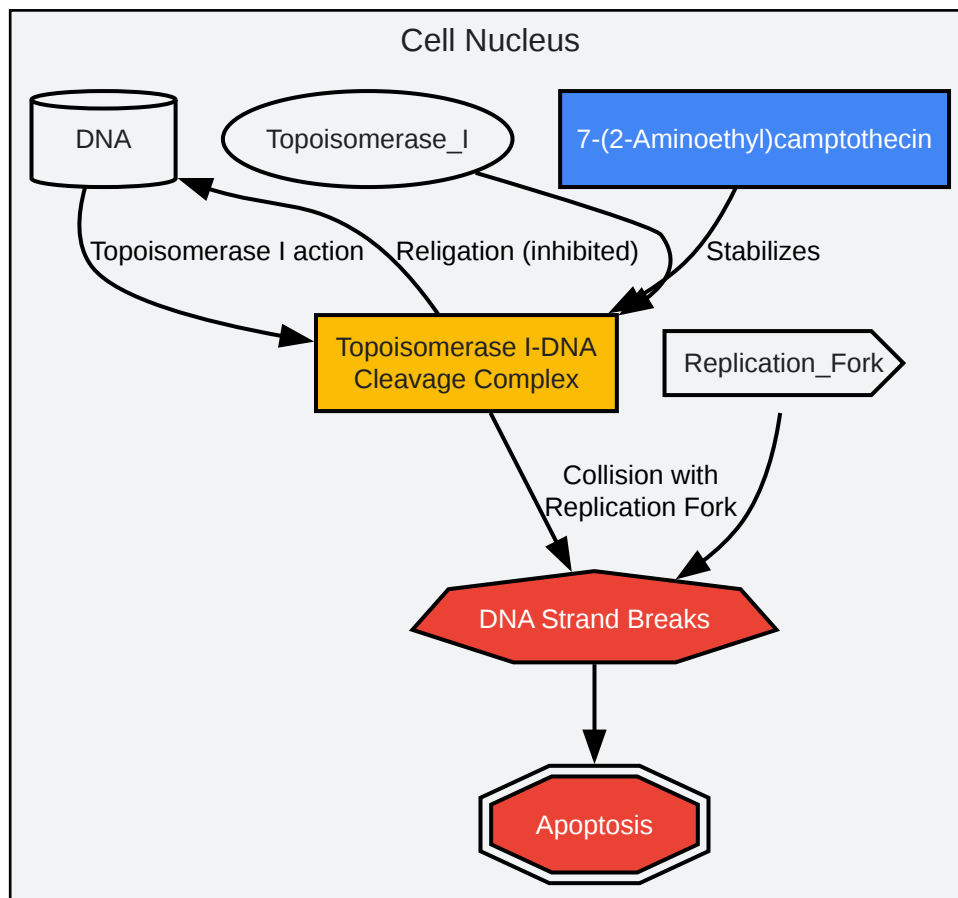 Cell Nucleus
DNA
Topoisomerase_I
7-(2-Aminoethyl)camptothecin
Topoisomerase I action
Religation (inhibited)
Stabilizes
Topoisomerase I-DNA
Cleavage Complex
Replication_Fork
Collision with
Replication Fork
DNA Strand Breaks
Apoptosis